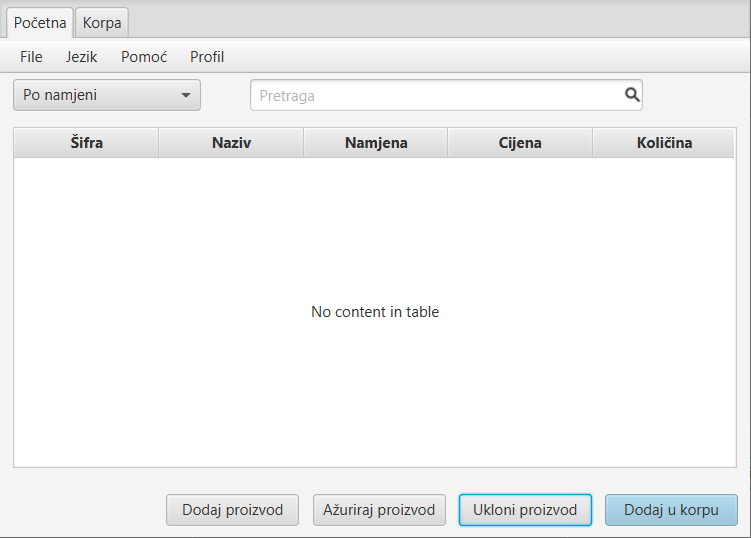 Početna Korpa
File Jezik Pomoć Profil
Po namjeni Pretraga
Šifra Naziv Namjena Cijena Količina
No content in table
Dodaj proizvod Ažuriraj proizvod Ukloni proizvod Dodaj u korpu